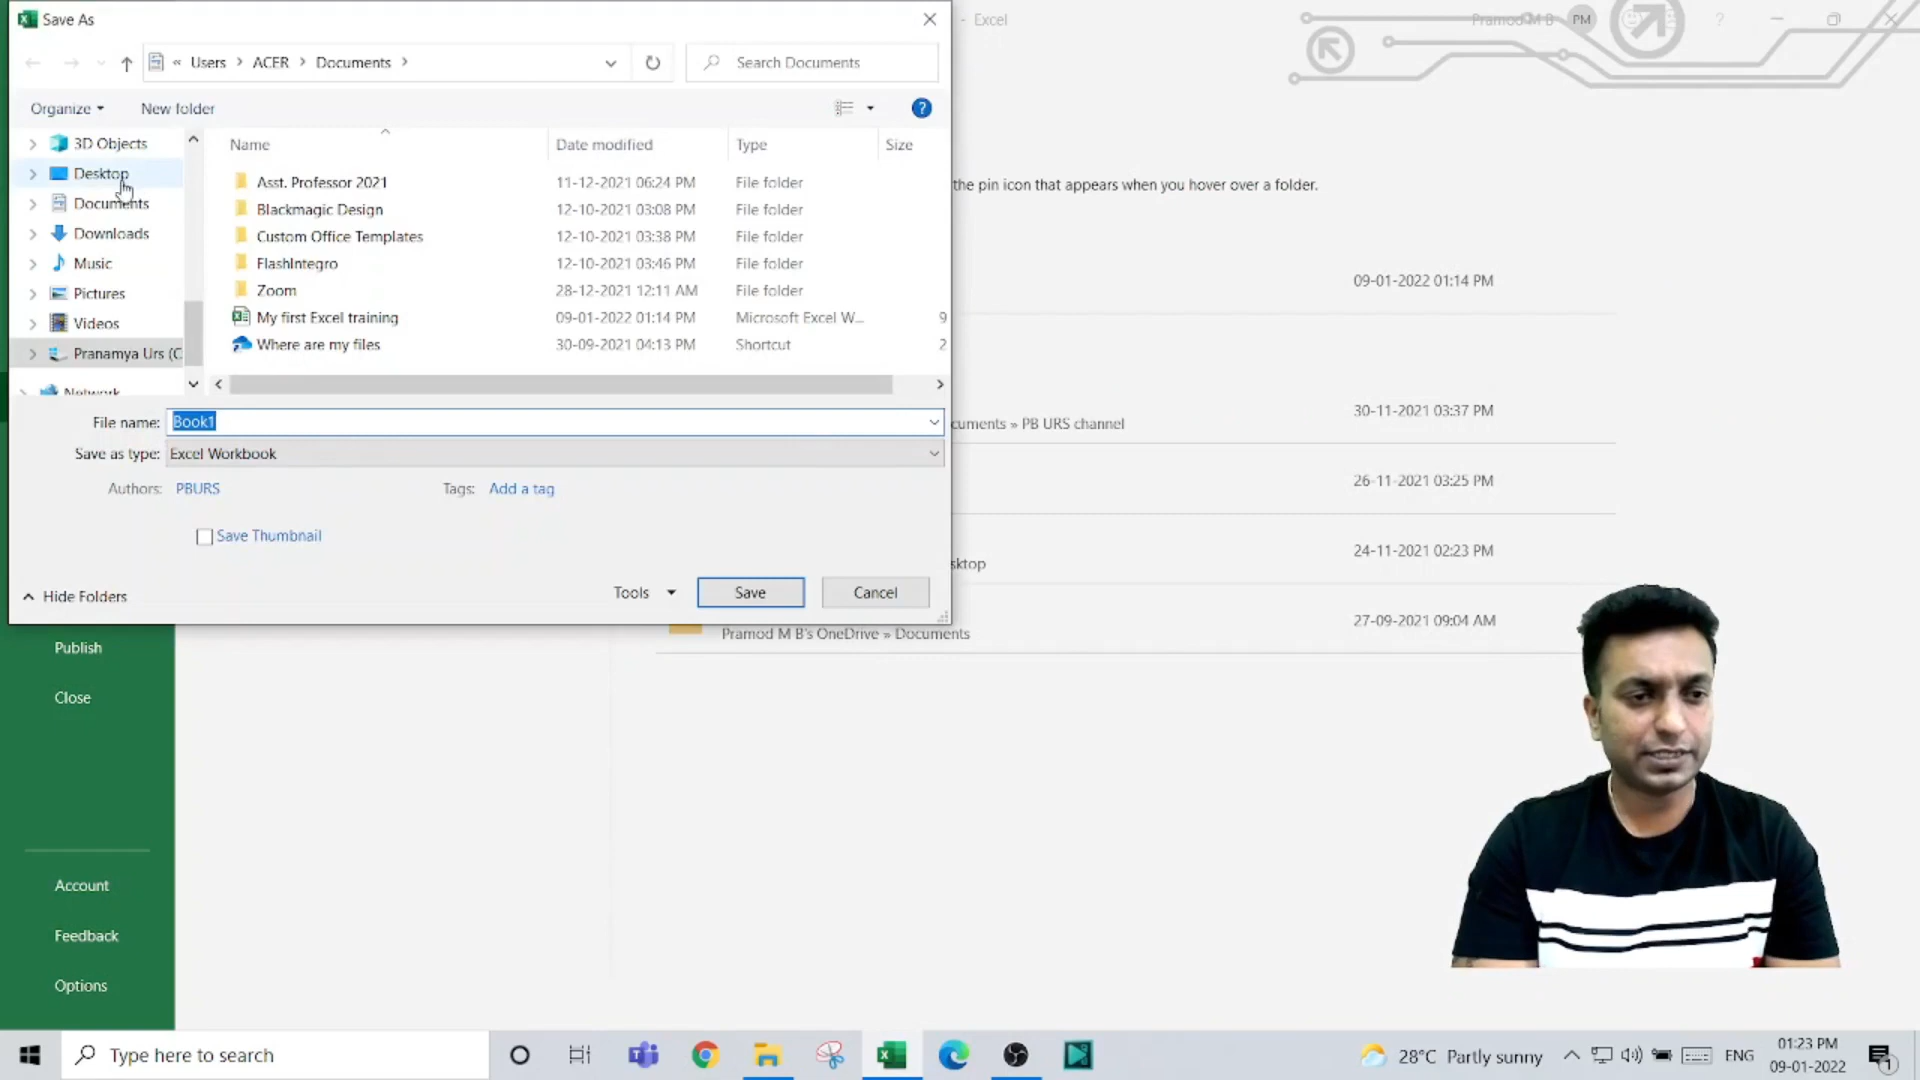 Save As
- Excel
Pramod M B
PM
?
« Users > ACER > Documents >
Search Documents
Organize
New folder
?
Name
Date modified
Type
Size
3D Objects
Desktop
Documents
Downloads
Music
Pictures
Videos
Pranamya Urs (C
Network
Asst. Professor 2021 11-12-2021 06:24 PM File folder
Blackmagic Design 12-10-2021 03:08 PM File folder
Custom Office Templates 12-10-2021 03:38 PM File folder
FlashIntegro 12-10-2021 03:46 PM File folder
Zoom 28-12-2021 12:11 AM File folder
My first Excel training 09-01-2022 01:14 PM Microsoft Excel W... 9
Where are my files 30-09-2021 04:13 PM Shortcut 2
File name: Book1
Save as type: Excel Workbook
Authors: PBURS
Tags: Add a tag
Save Thumbnail
Hide Folders
Tools
Save
Cancel
the pin icon that appears when you hover over a folder.
09-01-2022 01:14 PM
30-11-2021 03:37 PM
cuments » PB URS channel
26-11-2021 03:25 PM
24-11-2021 02:23 PM
sktop
27-09-2021 09:04 AM
Pramod M B's OneDrive » Documents
Publish
Close
Account
Feedback
Options
Type here to search
28°C Partly sunny
ENG
01:23 PM
09-01-2022
1